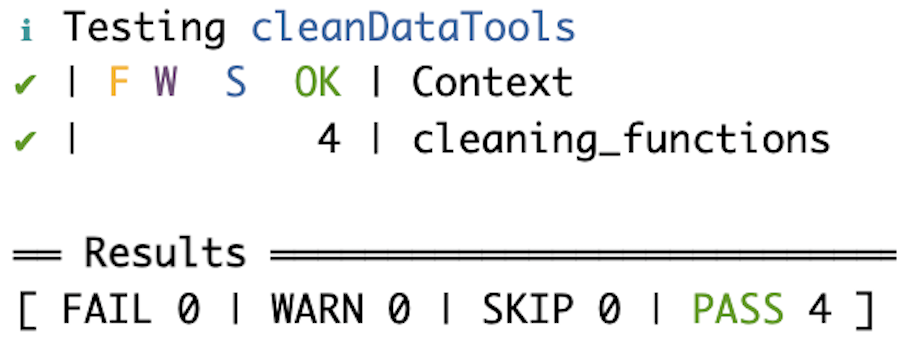 ℹ Testing cleanDataTools
✔ | F W S OK | Context
✔ | 4 | cleaning_functions
══ Results ══════════════════════════
[ FAIL 0 | WARN 0 | SKIP 0 | PASS 4 ]